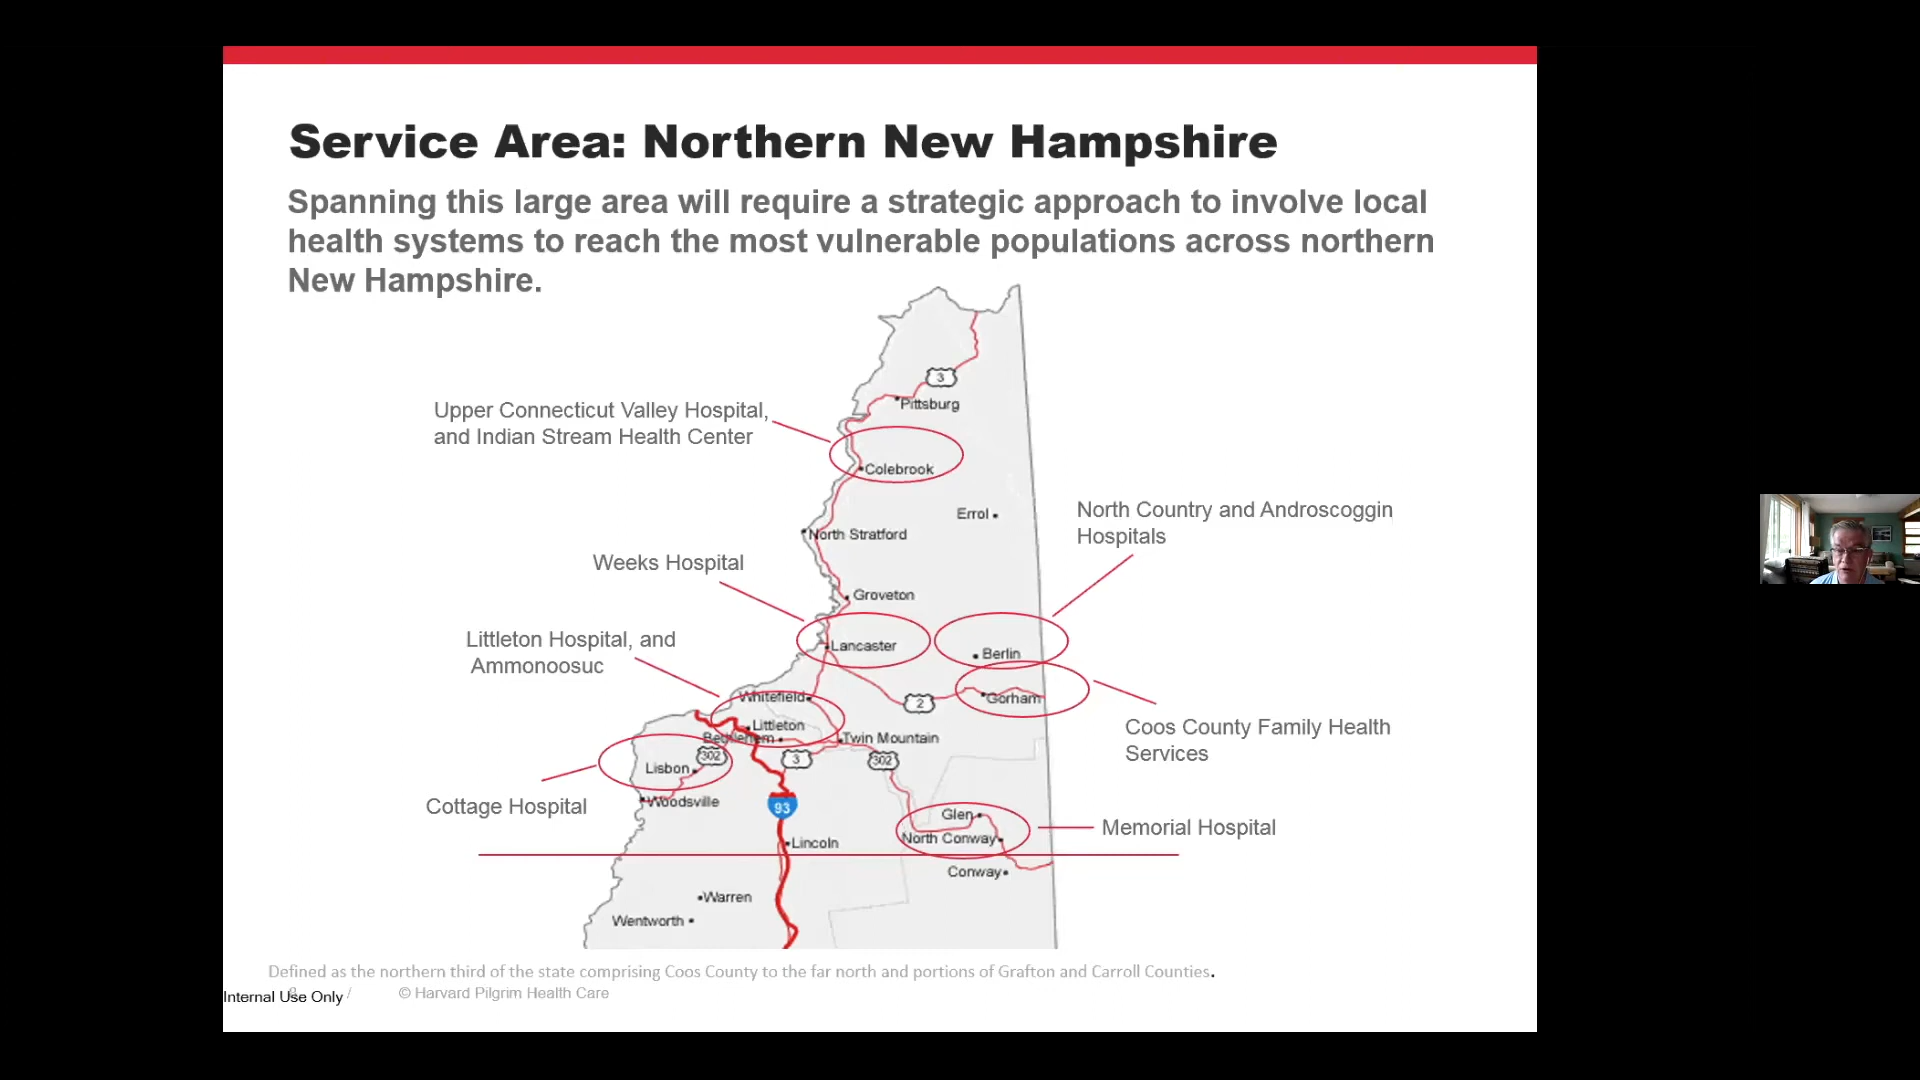 Service Area: Northern New Hampshire
Spanning this large area will require a strategic approach to involve local
health systems to reach the most vulnerable populations across northern
New Hampshire.
3
Pittsburg
Upper Connecticut Valley Hospital,
and Indian Stream Health Center
Colebrook
Errol
North Country and Androscoggin
Hospitals
North Stratford
Weeks Hospital
Groveton
Littleton Hospital, and
Ammonoosuc
Lancaster
Berlin
Whitefield
2
Gorham
Littleton
Bethlehem
Twin Mountain
Coos County Family Health
Services
302
3
302
Lisbon
Cottage Hospital
Woodsville
93
Glen
North Conway
Memorial Hospital
Lincoln
Conway
Warren
Wentworth
Defined as the northern third of the state comprising Coos County to the far north and portions of Grafton and Carroll Counties.
Internal Use Only /
© Harvard Pilgrim Health Care